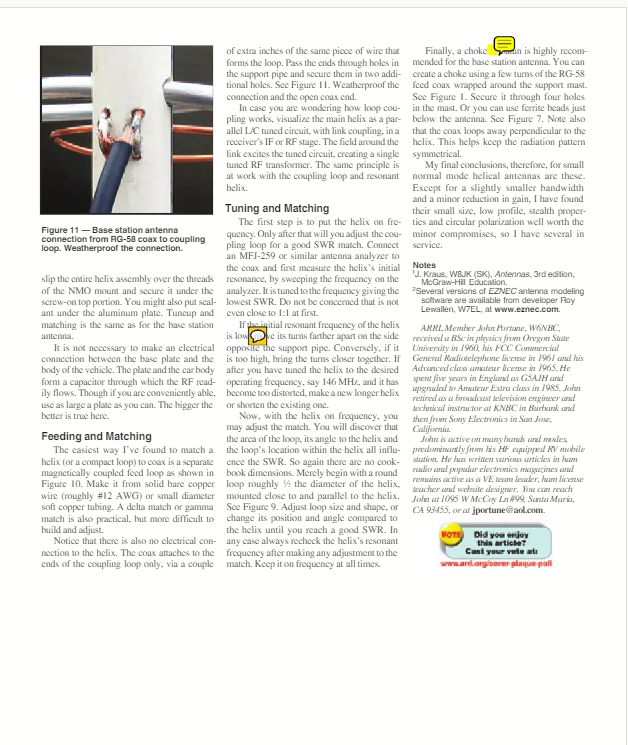 Figure 11 — Base station antenna
connection from RG-58 coax to coupling
loop. Weatherproof the connection.
slip the entire helix assembly over the threads
of the NMO mount and secure it under the
screw-on top portion. You might also put seal-
ant under the aluminum plate. Tuneup and
matching is the same as for the base station
antenna.
It is not necessary to make an electrical
connection between the base plate and the
body of the vehicle. The plate and the car body
form a capacitor through which the RF read-
ily flows. Though if you are conveniently able,
use as large a plate as you can. The bigger the
better is true here.
Feeding and Matching
The easiest way I've found to match a
helix (or a compact loop) to coax is a separate
magnetically coupled feed loop as shown in
Figure 10. Make it from solid bare copper
wire (roughly #12 AWG) or small diameter
soft copper tubing. A delta match or gamma
match is also practical, but more difficult to
build and adjust.
Notice that there is also no electrical con-
nection to the helix. The coax attaches to the
ends of the coupling loop only, via a couple
of extra inches of the same piece of wire that
forms the loop. Pass the ends through holes in
the support pipe and secure them in two addi-
tional holes. See Figure 11. Weatherproof the
connection and the open coax end.
In case you are wondering how loop cou-
pling works, visualize the main helix as a par-
allel L/C tuned circuit, with link coupling, in a
receiver's IF or RF stage. The field around the
link excites the tuned circuit, creating a single
tuned RF transformer. The same principle is
at work with the coupling loop and resonant
helix.
Tuning and Matching
The first step is to put the helix on fre-
quency. Only after that will you adjust the cou-
pling loop for a good SWR match. Connect
an MFJ-259 or similar antenna analyzer to
the coax and first measure the helix's initial
resonance, by sweeping the frequency on the
analyzer. It is tuned to the frequency giving the
lowest SWR. Do not be concerned that is not
even close to 1:1 at first.
If the initial resonant frequency of the helix
is low its turns farther apart on the side
opposite the support pipe. Conversely, if it
is too high, bring the turns closer together. If
after you have tuned the helix to the desired
operating frequency, say 146 MHz, and it has
become too distorted, make a new longer helix
or shorten the existing one.
Now, with the helix on frequency, you
may adjust the match. You will discover that
the area of the loop, its angle to the helix and
the loop's location within the helix all influ-
ence the SWR. So again there are no cook-
book dimensions. Merely begin with a round
loop roughly ½ the diameter of the helix,
mounted close to and parallel to the helix.
See Figure 9. Adjust loop size and shape, or
change its position and angle compared to
the helix until you reach a good SWR. In
any case always recheck the helix's resonant
frequency after making any adjustment to the
match. Keep it on frequency at all times.
Finally, a choke is highly recom-
mended for the base station antenna. You can
create a choke using a few turns of the RG-58
feed coax wrapped around the support mast.
See Figure 1. Secure it through four holes
in the mast. Or you can use ferrite beads just
below the antenna. See Figure 7. Note also
that the coax loops away perpendicular to the
helix. This helps keep the radiation pattern
symmetrical.
My final conclusions, therefore, for small
normal mode helical antennas are these.
Except for a slightly smaller bandwidth
and a minor reduction in gain, I have found
their small size, low profile, stealth proper-
ties and circular polarization well worth the
minor compromises, so I have several in
service.
Notes
1J. Kraus, W8JK (SK), Antennas, 3rd edition,
McGraw-Hill Education.
2Several versions of EZNEC antenna modeling
software are available from developer Roy
Lewallen, W7EL, at www.eznec.com.
ARRL Member John Portune, W6NBC,
received a BSc in physics from Oregon State
University in 1960, his FCC Commercial
General Radiotelephone license in 1961 and his
Advanced class amateur license in 1965. He
spent five years in England as G5AJH and
upgraded to Amateur Extra class in 1985. John
retired as a broadcast television engineer and
technical instructor at KNBC in Burbank and
then from Sony Electronics in San Jose,
California.
John is active on many bands and modes,
predominantly from his HF equipped RV mobile
station. He has written various articles in ham
radio and popular electronics magazines and
remains active as a VE team leader, ham license
teacher and website designer. You can reach
John at 1095 W McCoy Ln #99, Santa Maria,
CA 93455, or at jportune@aol.com.
VOTE
Did you enjoy
this article?
Cast your vote at:
www.arrl.org/cover-plaque-poll